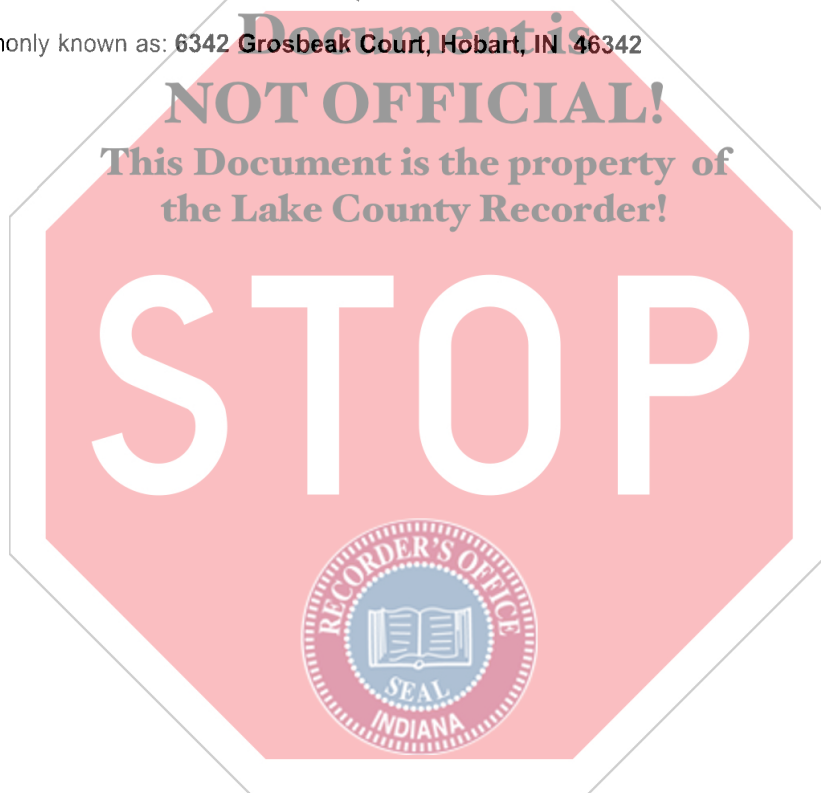 Document is
monly known as: 6342 Grosbeak Court, Hobart, IN 46342
NOT OFFICIAL!
This Document is the property of
the Lake County Recorder!
STOP
RECORDER'S OFFICE
SEAL
INDIANA